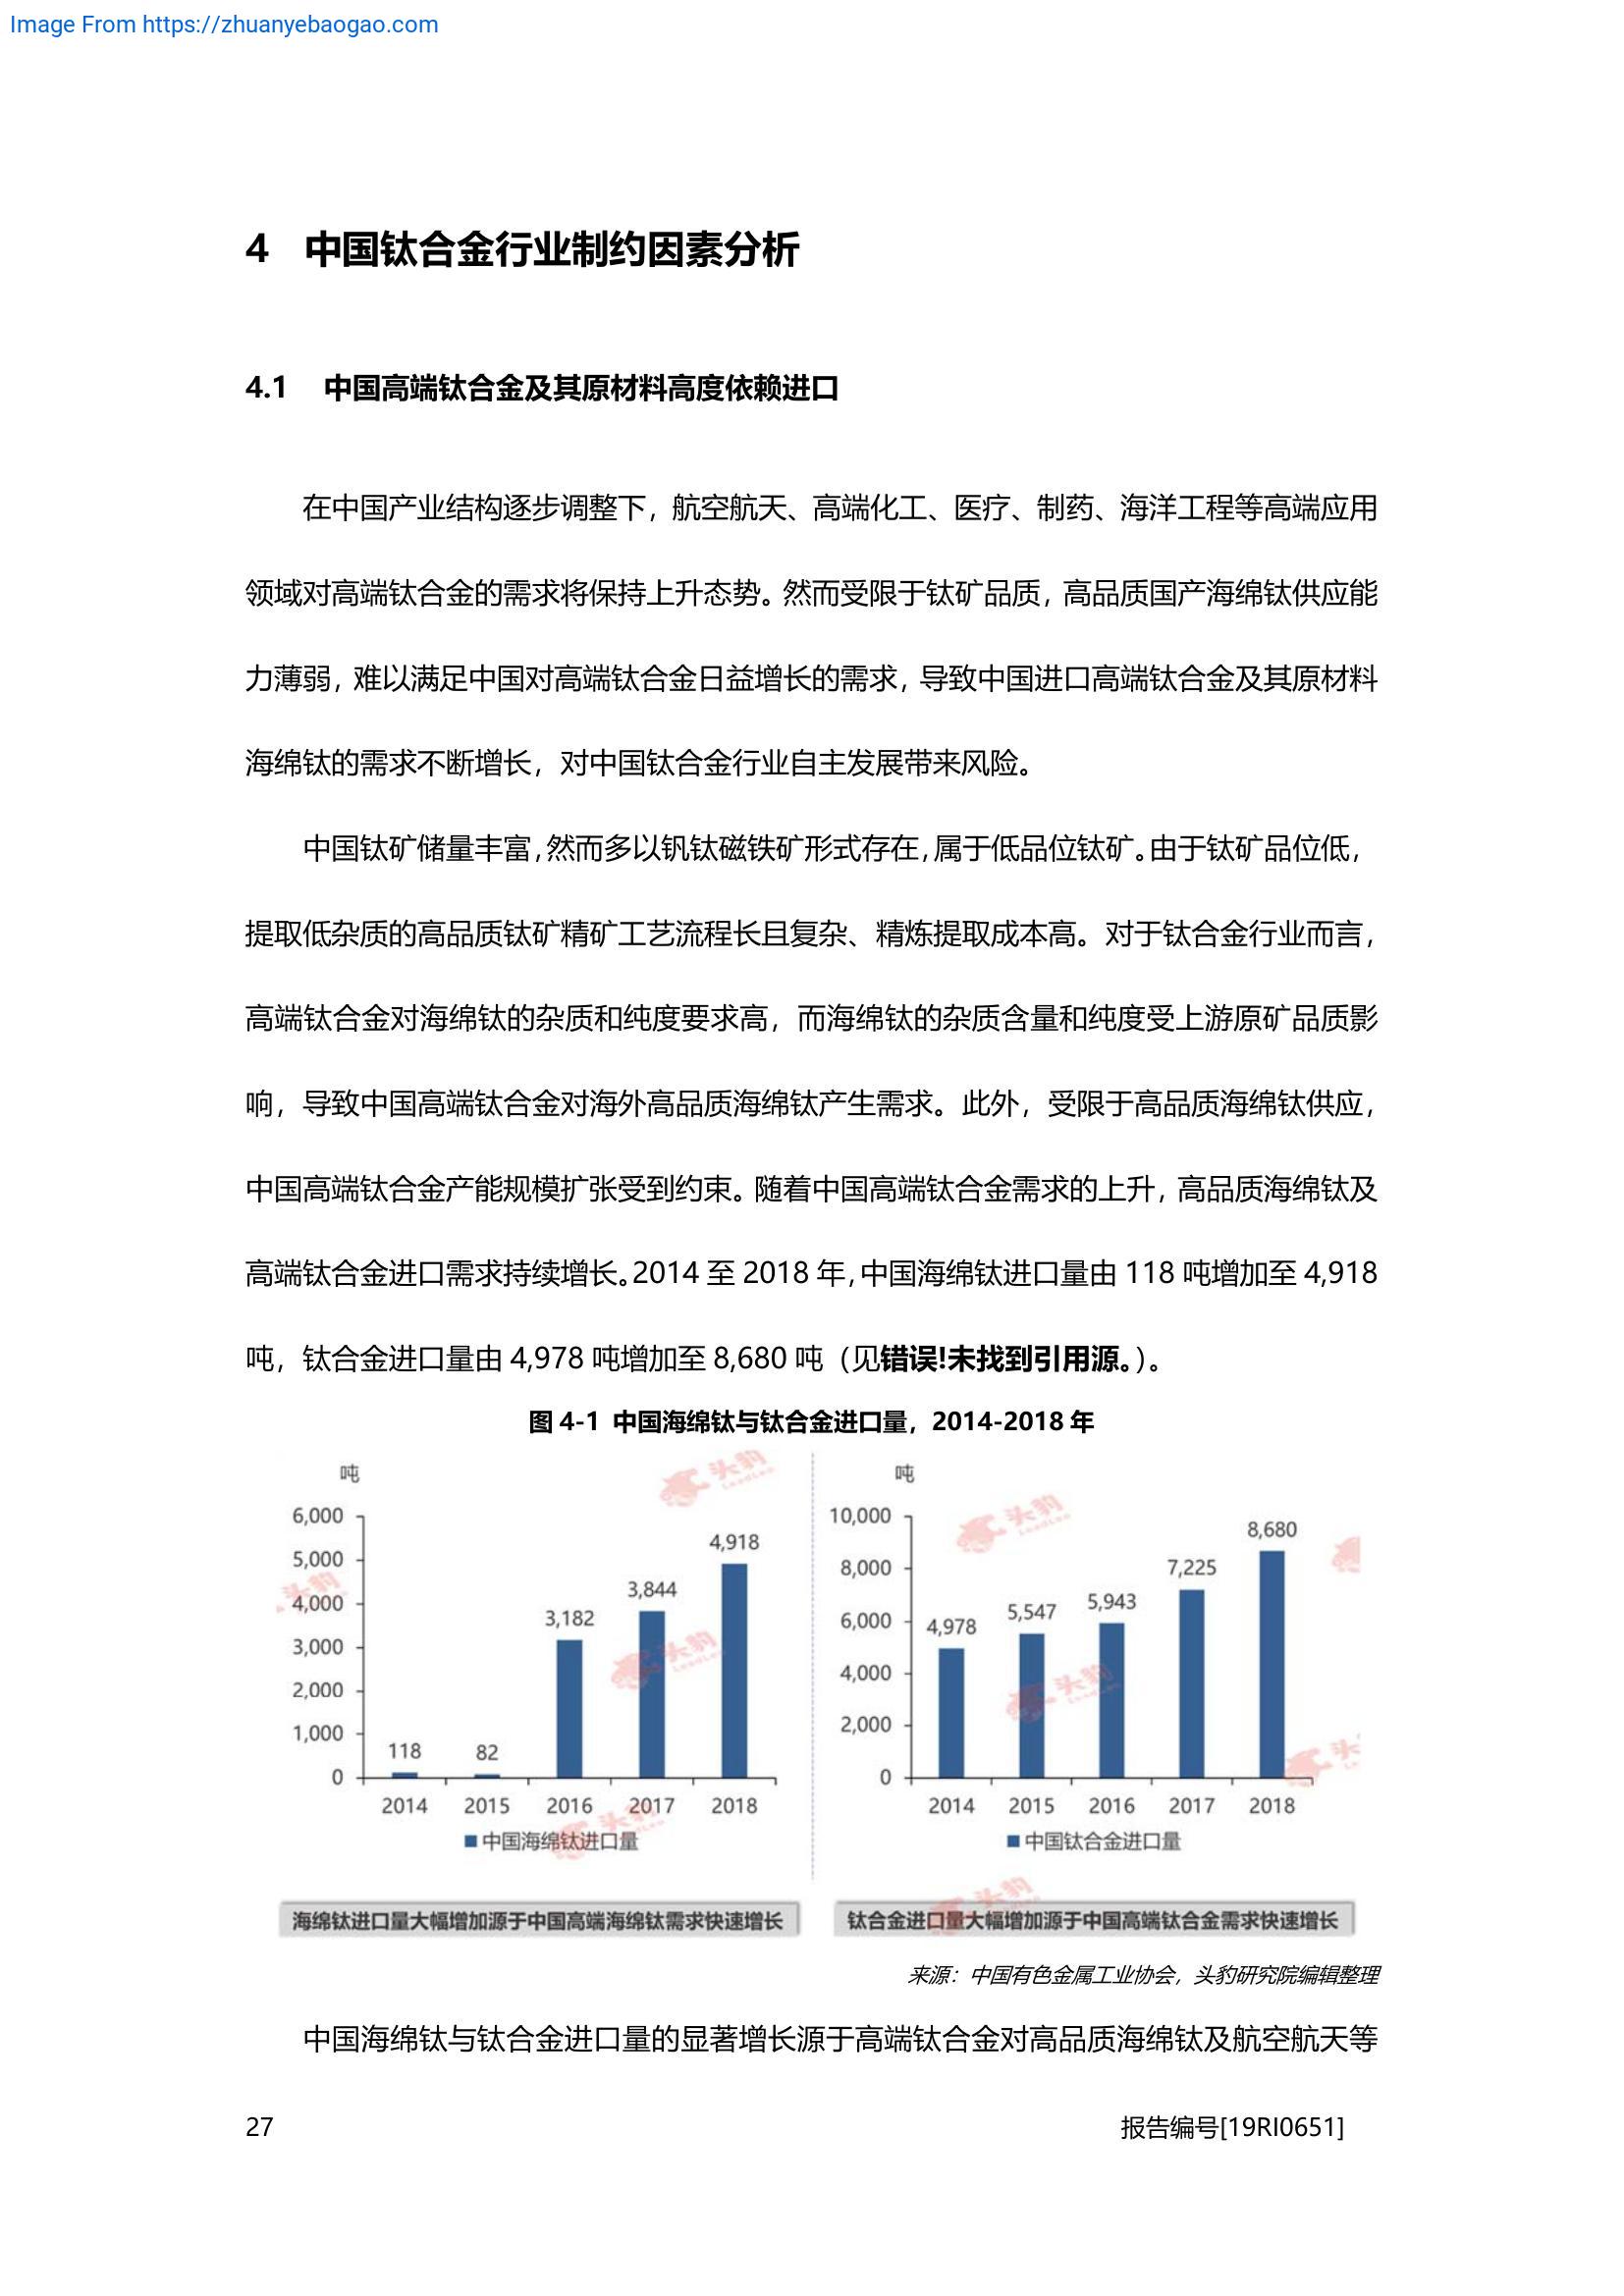 Image From https://zhuanyebaogao.com
4 中国钛合金行业制约因素分析
4.1 中国高端钛合金及其原材料高度依赖进口
在中国产业结构逐步调整下，航空航天、高端化工、医疗、制药、海洋工程等高端应用
领域对高端钛合金的需求将保持上升态势。然而受限于钛矿品质，高品质国产海绵钛供应能
力薄弱，难以满足中国对高端钛合金日益增长的需求，导致中国进口高端钛合金及其原材料
海绵钛的需求不断增长，对中国钛合金行业自主发展带来风险。
中国钛矿储量丰富，然而多以钒钛磁铁矿形式存在，属于低品位钛矿。由于钛矿品位低，
提取低杂质的高品质钛矿精矿工艺流程长且复杂、精炼提取成本高。对于钛合金行业而言，
高端钛合金对海绵钛的杂质和纯度要求高，而海绵钛的杂质含量和纯度受上游原矿品质影
响，导致中国高端钛合金对海外高品质海绵钛产生需求。此外，受限于高品质海绵钛供应，
中国高端钛合金产能规模扩张受到约束。随着中国高端钛合金需求的上升，高品质海绵钛及
高端钛合金进口需求持续增长。2014 至 2018 年，中国海绵钛进口量由 118 吨增加至 4,918
吨，钛合金进口量由 4,978 吨增加至 8,680 吨（见错误!未找到引用源。）。
图 4-1 中国海绵钛与钛合金进口量，2014-2018 年
吨
6,000
5,000
4,000
3,000
2,000
1,000
0
118
82
3,182
3,844
4,918
2014 2015 2016 2017 2018
■中国海绵钛进口量
海绵钛进口量大幅增加源于中国高端海绵钛需求快速增长
吨
10,000
8,000
6,000
4,000
2,000
0
4,978
5,547
5,943
7,225
8,680
2014 2015 2016 2017 2018
■中国钛合金进口量
钛合金进口量大幅增加源于中国高端钛合金需求快速增长
头豹
LeadLeo
头豹
LeadLeo
头豹
头豹
LeadLeo
头豹
LeadLeo
头豹
LeadLeo
头
头豹
来源：中国有色金属工业协会，头豹研究院编辑整理
中国海绵钛与钛合金进口量的显著增长源于高端钛合金对高品质海绵钛及航空航天等
27
报告编号[19RI0651]